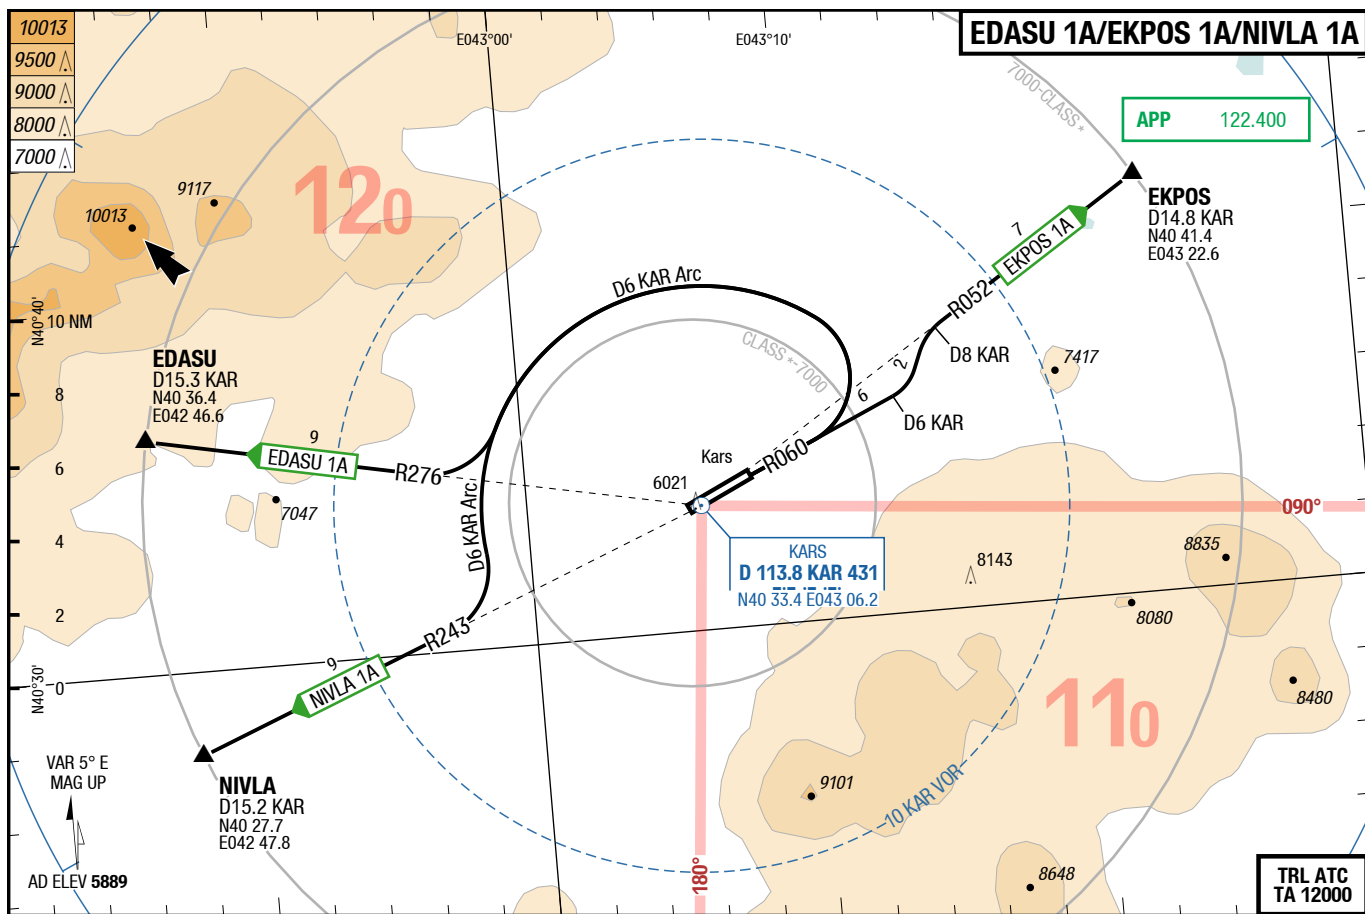 10013
9500
9000
8000
7000
E043°00'
E043°10'
EDASU 1A/EKPOS 1A/NIVLA 1A
7000-CLASS *
APP 122.400
9117
10013
120
EKPOS
D14.8 KAR
N40 41.4
E043 22.6
7
EKPOS 1A
R052
D6 KAR Arc
N40°40'
10 NM
8
6
4
2
0
EDASU
D15.3 KAR
N40 36.4
E042 46.6
CLASS *-7000
D8 KAR
2
6
D6 KAR
7417
9
EDASU 1A
R276
Kars
R060
6021
7047
D6 KAR Arc
090°
KARS
D 113.8 KAR 431
N40 33.4 E043 06.2
8143
8835
8080
R243
9
NIVLA 1A
N40°30'
8480
110
NIVLA
D15.2 KAR
N40 27.7
E042 47.8
VAR 5° E
MAG UP
9101
10 KAR VOR
180°
8648
AD ELEV 5889
TRL ATC
TA 12000